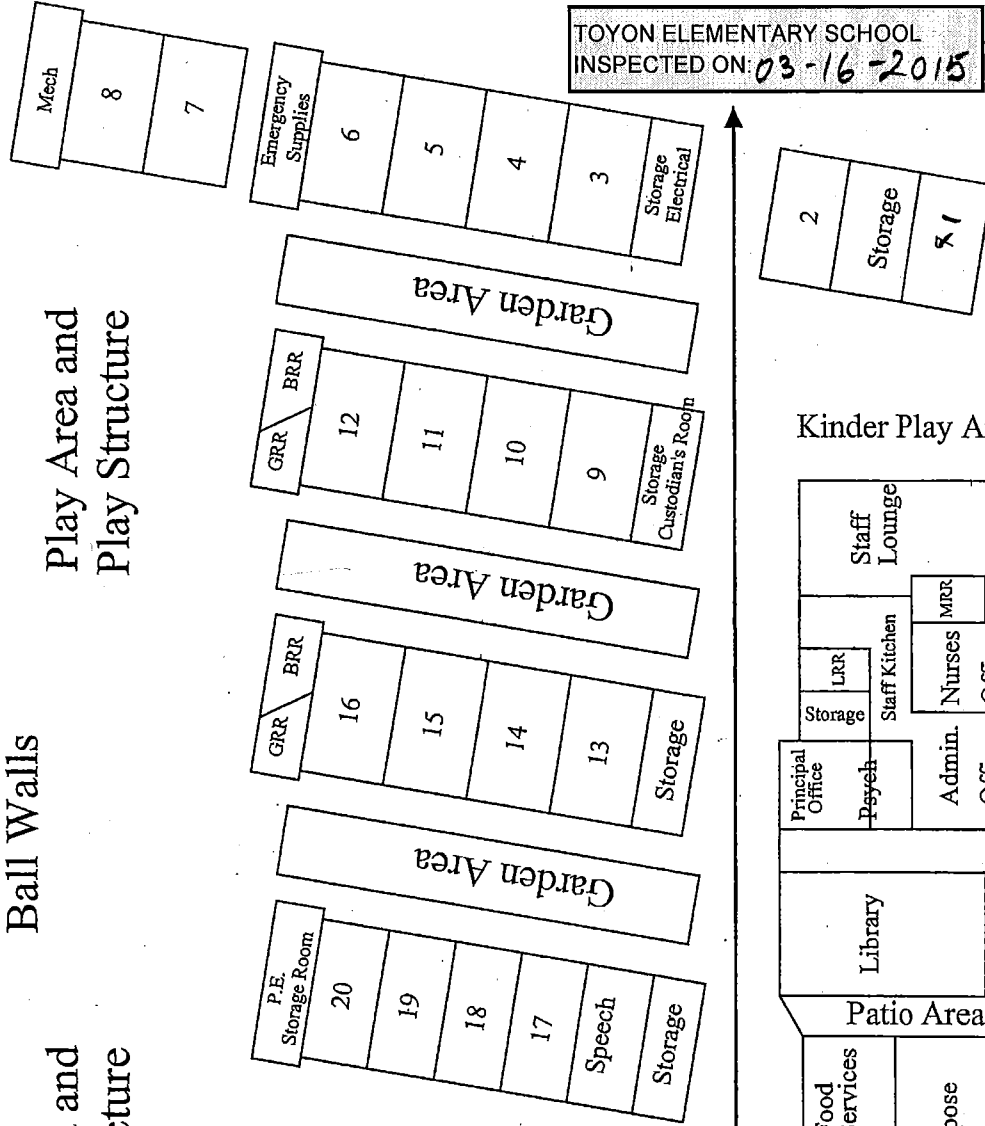 TOYON ELEMENTARY SCHOOL
INSPECTED ON: 03-16-2015
Mech
8
7
Emergency
Supplies
6
5
4
3
Storage
Electrical
2
Storage
Garden Area
Play Area and
Play Structure
GRR
BRR
12
11
10
9
Storage
Custodian's Room
Kinder Play
Garden Area
Staff
Lounge
MRR
Nurses
LRR
Staff Kitchen
Storage
Principal
Office
Psych
Admin.
GRR
BRR
16
15
14
13
Storage
Ball Walls
Garden Area
Library
Patio Area
P.E.
Storage Room
20
19
18
17
Speech
Storage
and